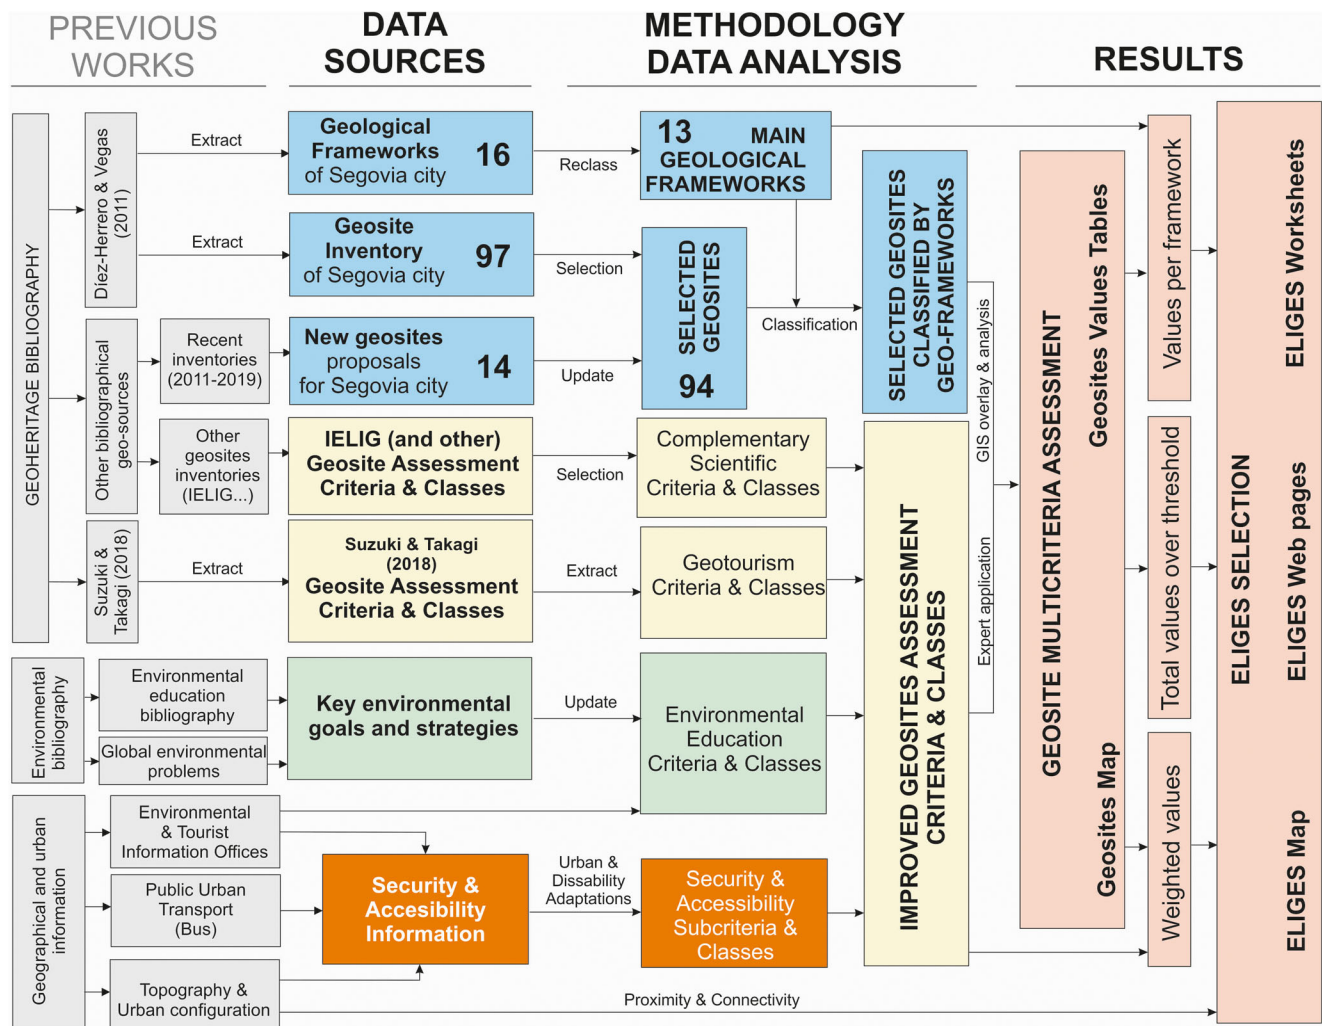 PREVIOUS
WORKS
DATA
SOURCES
METHODOLOGY
DATA ANALYSIS
RESULTS
GEOHERITAGE BIBLIOGRAPHY
Díez-Herrero & Vegas
(2011)
Extract
Geological
Frameworks
of Segovia city
16
Reclass
13 MAIN
GEOLOGICAL
FRAMEWORKS
Extract
Geosite
Inventory
of Segovia city
97
Selection
SELECTED
GEOSITES
94
Classification
SELECTED GEOSITES
CLASSIFIED BY
GEO-FRAMEWORKS
Other bibliographical
geo-sources
Recent
inventories
(2011-2019)
New geosites
proposals
for Segovia city
14
Update
Other
geosites
inventories
(IELIG...)
IELIG (and other)
Geosite Assessment
Criteria & Classes
Selection
Complementary
Scientific
Criteria & Classes
Suzuki &
Takagi (2018)
Extract
Suzuki & Takagi
(2018)
Geosite Assessment
Criteria & Classes
Extract
Geotourism
Criteria & Classes
Environmental
bibliography
Environmental
education
bibliography
Global environmental
problems
Key environmental
goals and strategies
Update
Environmental
Education
Criteria & Classes
Geographical and urban
information
Environmental
& Tourist
Information Offices
Public Urban
Transport
(Bus)
Topography &
Urban configuration
Security &
Accesibility
Information
Urban &
Dissability
Adaptations
Security &
Accessibility
Subcriteria &
Classes
Proximity & Connectivity
IMPROVED GEOSITES ASSESSMENT
CRITERIA & CLASSES
GIS overlay & analysis
Expert application
GEOSITE MULTICRITERIA ASSESSMENT
Geosites Values Tables
Geosites Map
Values per framework
Total values over threshold
Weighted values
ELIGES SELECTION
ELIGES Worksheets
ELIGES Web pages
ELIGES Map